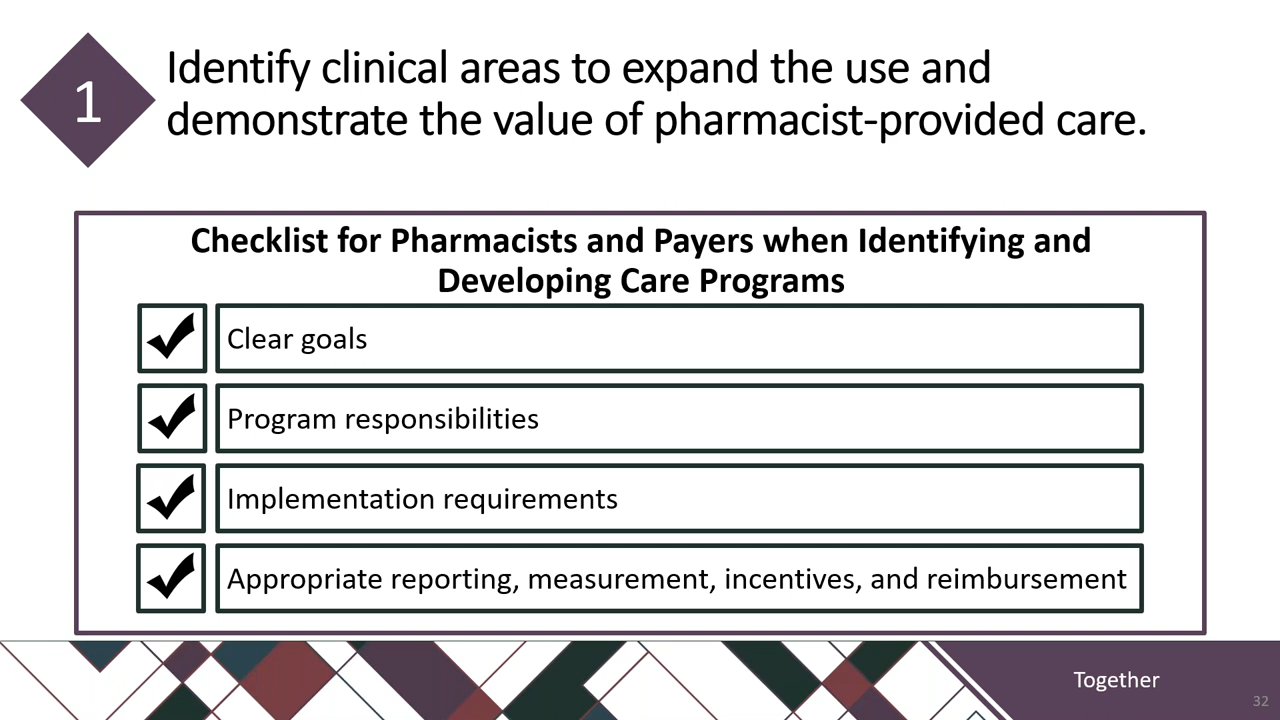 1
Identify clinical areas to expand the use and
demonstrate the value of pharmacist-provided care.
Checklist for Pharmacists and Payers when Identifying and
Developing Care Programs
Clear goals
Program responsibilities
Implementation requirements
Appropriate reporting, measurement, incentives, and reimbursement
Together
32